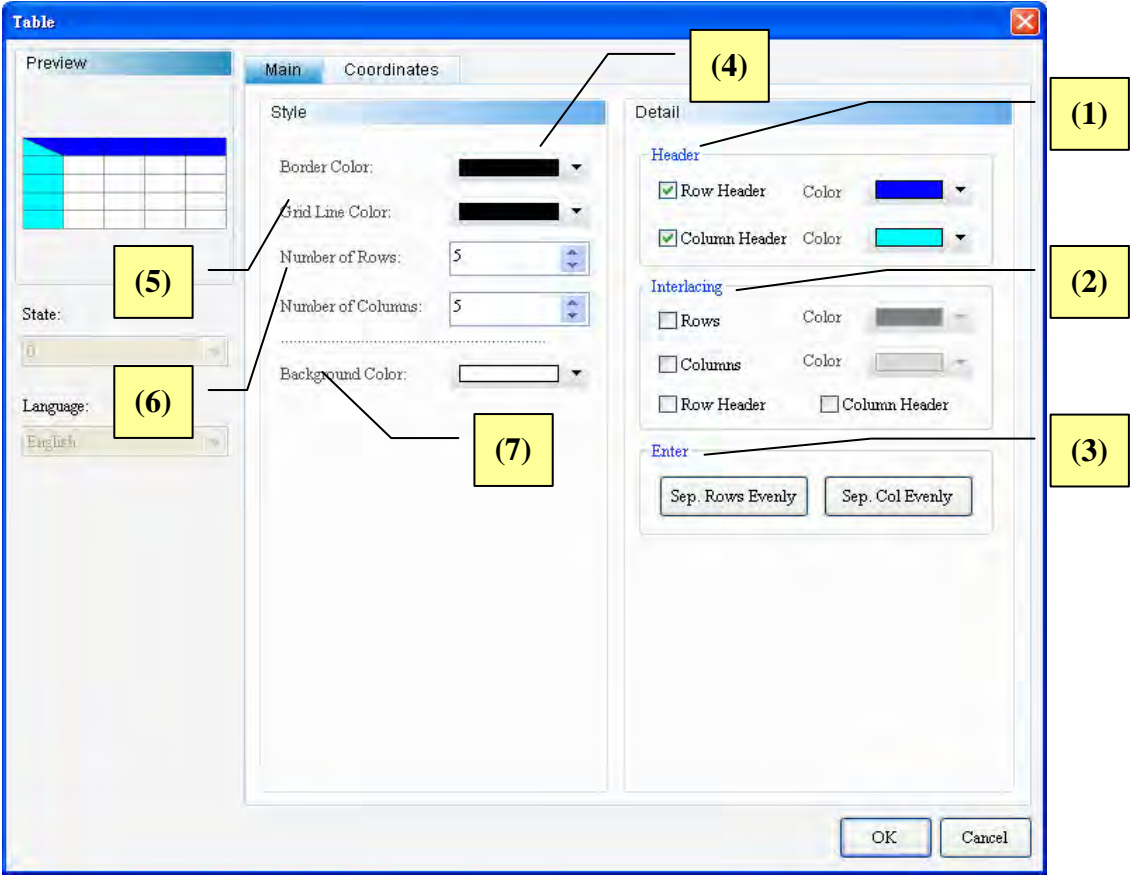 Table
Preview
Main
Coordinates
(4)
(1)
Style
Detail
Border Color:
Grid Line Color:
Number of Rows:
5
Number of Columns:
5
Background Color:
Header
Row Header
Color
Column Header
Color
(2)
Interlacing
Rows
Color
Columns
Color
Row Header
Column Header
(3)
Enter
Sep. Rows Evenly
Sep. Col Evenly
(5)
State:
0
(6)
Language:
English
(7)
OK
Cancel